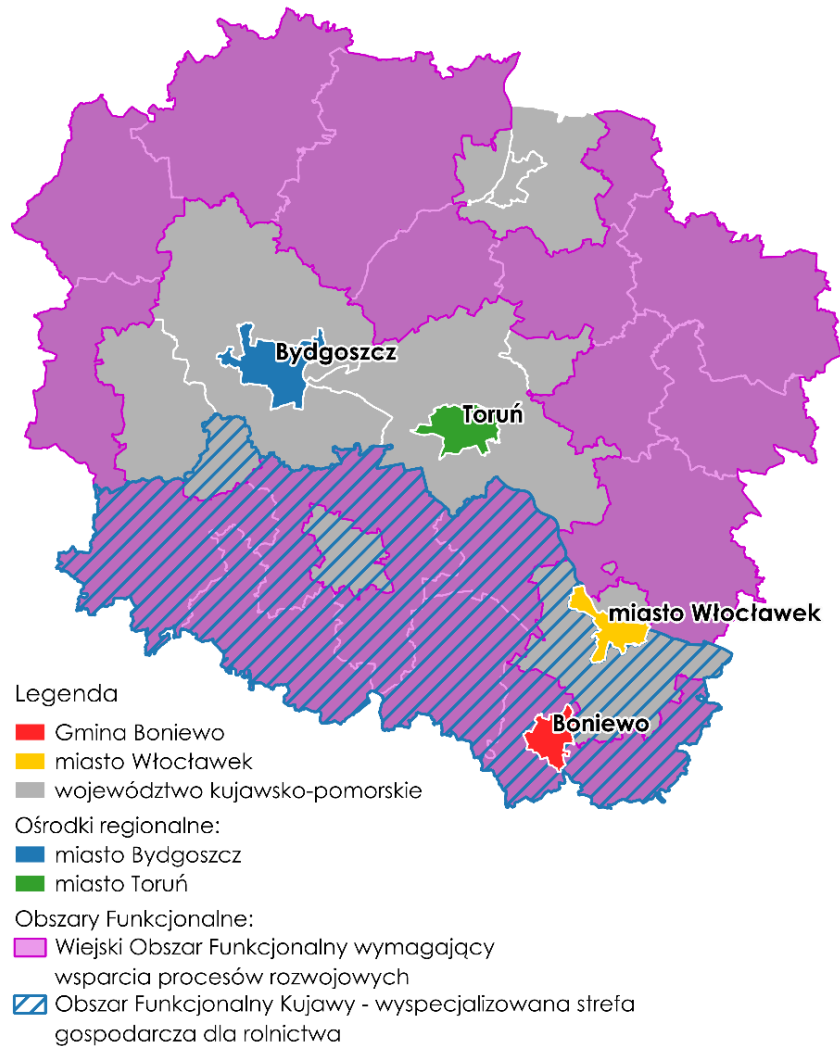 Bydgoszcz
Toruń
miasto Włocławek
Boniewo
Legenda
Gmina Boniewo
miasto Włocławek
województwo kujawsko-pomorskie
Ośrodki regionalne:
miasto Bydgoszcz
miasto Toruń
Obszary Funkcjonalne:
Wiejski Obszar Funkcjonalny wymagający
wsparcia procesów rozwojowych
Obszar Funkcjonalny Kujawy - wyspecjalizowana strefa
gospodarcza dla rolnictwa